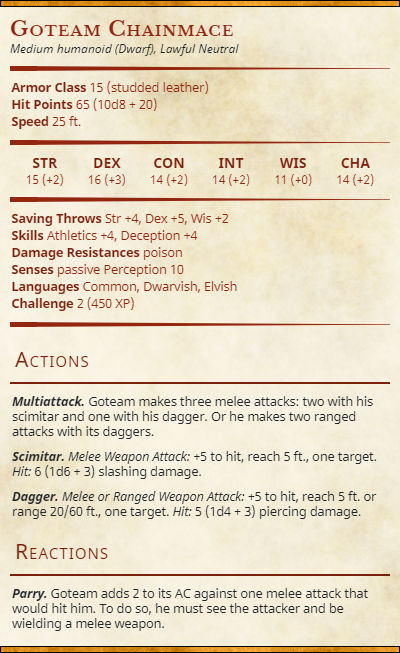 Goteam Chainmace
Medium humanoid (Dwarf), Lawful Neutral
Armor Class 15 (studded leather)
Hit Points 65 (10d8 + 20)
Speed 25 ft.
STR DEX CON INT WIS CHA
15 (+2) 16 (+3) 14 (+2) 14 (+2) 11 (+0) 14 (+2)
Saving Throws Str +4, Dex +5, Wis +2
Skills Athletics +4, Deception +4
Damage Resistances poison
Senses passive Perception 10
Languages Common, Dwarvish, Elvish
Challenge 2 (450 XP)
Actions
Multiattack. Goteam makes three melee attacks: two with his
scimitar and one with his dagger. Or he makes two ranged
attacks with its daggers.
Scimitar. Melee Weapon Attack: +5 to hit, reach 5 ft., one target.
Hit: 6 (1d6 + 3) slashing damage.
Dagger. Melee or Ranged Weapon Attack: +5 to hit, reach 5 ft. or
range 20/60 ft., one target. Hit: 5 (1d4 + 3) piercing damage.
Reactions
Parry. Goteam adds 2 to its AC against one melee attack that
would hit him. To do so, he must see the attacker and be
wielding a melee weapon.